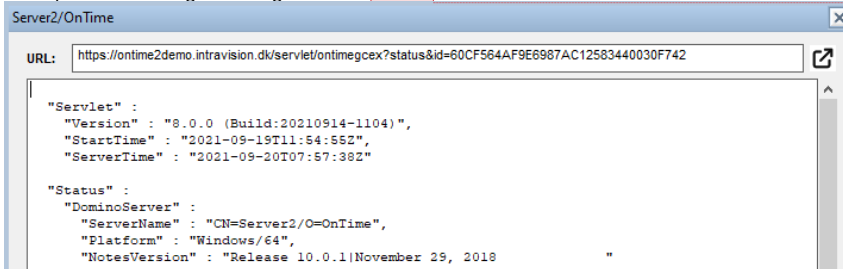 Server2/OnTime
URL: https://ontime2demo.intravision.dk/servlet/ontimegcex?status&id=60CF564AF9E6987AC12583440030F742
"Servlet" :
"Version" : "8.0.0 (Build:20210914-1104)",
"StartTime" : "2021-09-19T11:54:55Z",
"ServerTime" : "2021-09-20T07:57:38Z"
"Status" :
"DominoServer" :
"ServerName" : "CN=Server2/O=OnTime",
"Platform" : "Windows/64",
"NotesVersion" : "Release 10.0.1|November 29, 2018 "